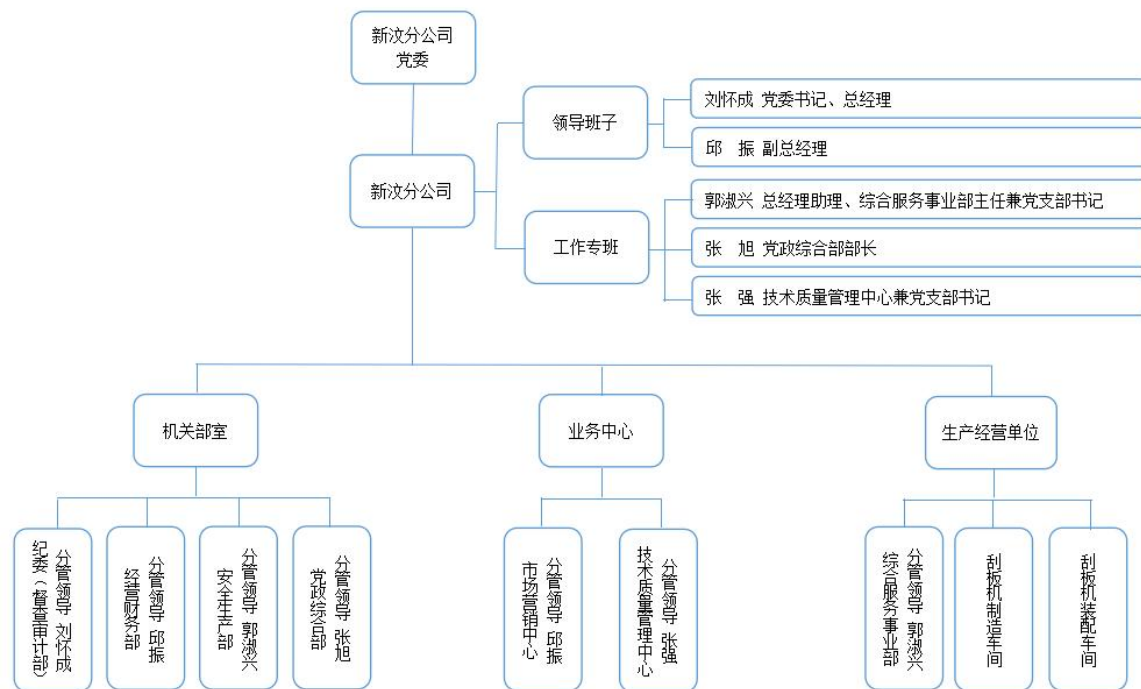 新汶分公司
党委
新汶分公司
领导班子
刘怀成 党委书记、总经理
邱 振 副总经理
工作专班
郭淑兴 总经理助理、综合服务事业部主任兼党支部书记
张 旭 党政综合部部长
张 强 技术质量管理中心兼党支部书记
机关部室
业务中心
生产经营单位
纪委（督查审计部）
分管领导 刘怀成
经营财务部
分管领导 邱振
安全生产部
分管领导 郭淑兴
党政综合部
分管领导 张旭
市场营销中心
分管领导 邱振
技术质量管理中心
分管领导 张强
综合服务事业部
分管领导 郭淑兴
刮板机制造车间
刮板机装配车间